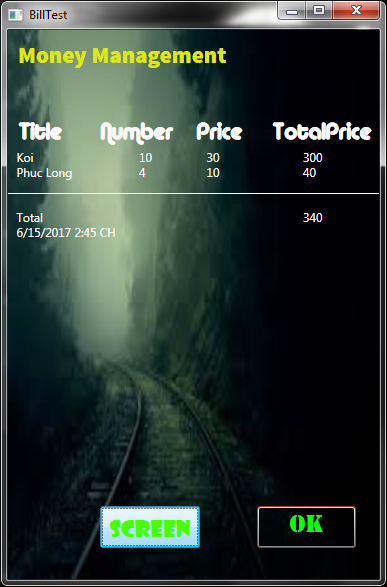 BillTest
Money Management
Title Number Price TotalPrice
Koi 10 30 300
Phuc Long 4 10 40
Total 340
6/15/2017 2:45 CH
SCREEN OK